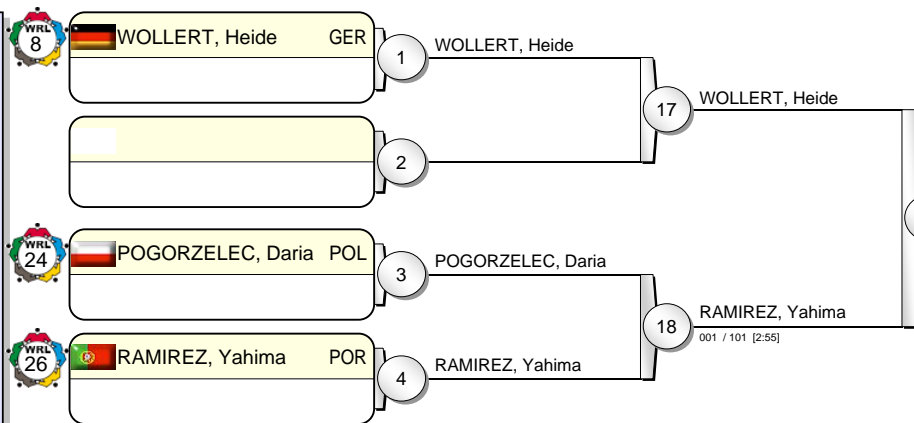 WRL
8
WOLLERT, Heide GER
1
WOLLERT, Heide
17
WOLLERT, Heide
2
WRL
24
POGORZELEC, Daria POL
3
POGORZELEC, Daria
18
RAMIREZ, Yahima
001 / 101 [2:55]
WRL
26
RAMIREZ, Yahima POR
4
RAMIREZ, Yahima